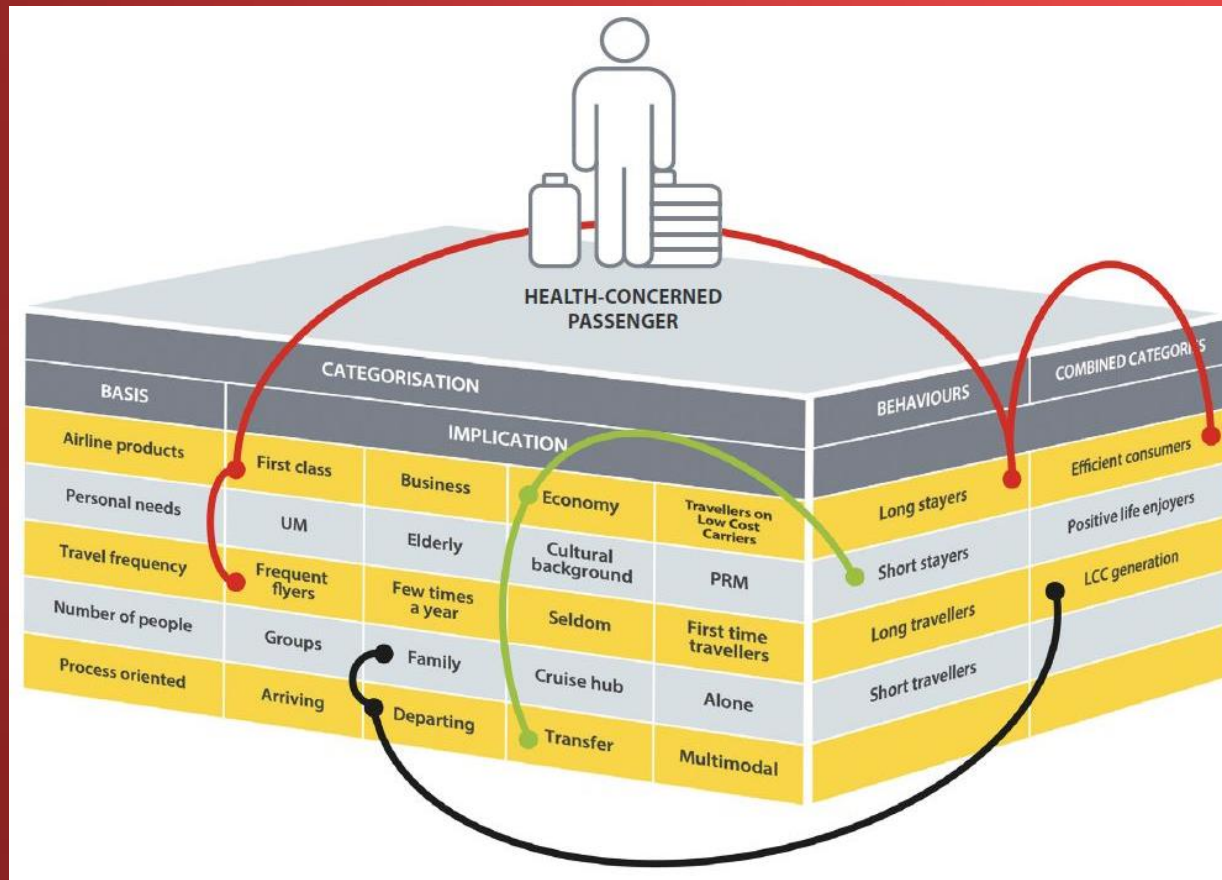 HEALTH-CONCERNED
PASSENGER
CATEGORISATION
BEHAVIOURS
COMBINED CATEGORIES
BASIS
IMPLICATION
Airline products
First class
Business
Economy
Travellers on
Low Cost
Carriers
Long stayers
Efficient consumers
Personal needs
UM
Elderly
Cultural
background
PRM
Short stayers
Positive life enjoyers
Travel frequency
Frequent
flyers
Few times
a year
Seldom
First time
travellers
Long travellers
LCC generation
Number of people
Groups
Family
Cruise hub
Alone
Short travellers
Process oriented
Arriving
Departing
Transfer
Multimodal